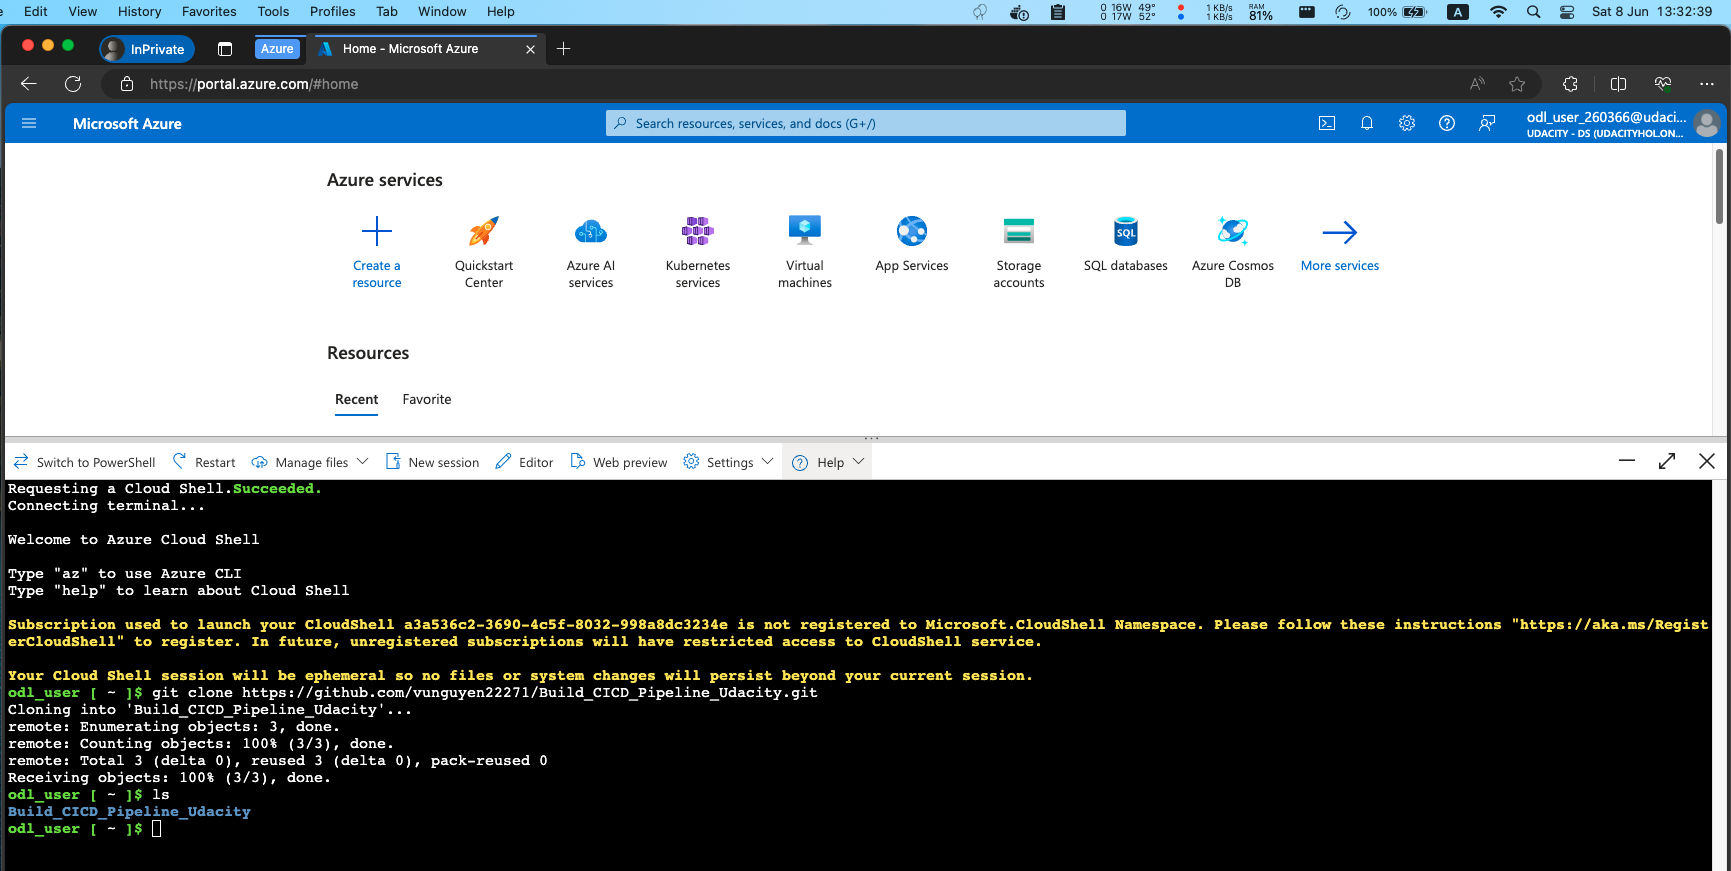 Edit View History Favorites Tools Profiles Tab Window Help
0 16W 49° 0 17W 52° 1 KB/s 1 KB/s RAM 81% 100% A Sat 8 Jun 13:32:39
InPrivate Azure Home - Microsoft Azure
https://portal.azure.com/#home
Microsoft Azure
Search resources, services, and docs (G+/)
odl_user_260366@udaci...
UDACITY - DS (UDACITYHOL.ON...
Azure services
Create a resource
Quickstart Center
Azure AI services
Kubernetes services
Virtual machines
App Services
Storage accounts
SQL
SQL databases
Azure Cosmos DB
More services
Resources
Recent Favorite
Switch to PowerShell Restart Manage files New session Editor Web preview Settings Help
Requesting a Cloud Shell.Succeeded.
Connecting terminal...
Welcome to Azure Cloud Shell
Type "az" to use Azure CLI
Type "help" to learn about Cloud Shell
Subscription used to launch your CloudShell a3a536c2-3690-4c5f-8032-998a8dc3234e is not registered to Microsoft.CloudShell Namespace. Please follow these instructions "https://aka.ms/Regist
erCloudShell" to register. In future, unregistered subscriptions will have restricted access to CloudShell service.
Your Cloud Shell session will be ephemeral so no files or system changes will persist beyond your current session.
odl_user [ ~ ]$ git clone https://github.com/vunguyen22271/Build_CICD_Pipeline_Udacity.git
Cloning into 'Build_CICD_Pipeline_Udacity'...
remote: Enumerating objects: 3, done.
remote: Counting objects: 100% (3/3), done.
remote: Total 3 (delta 0), reused 3 (delta 0), pack-reused 0
Receiving objects: 100% (3/3), done.
odl_user [ ~ ]$ ls
Build_CICD_Pipeline_Udacity
odl_user [ ~ ]$